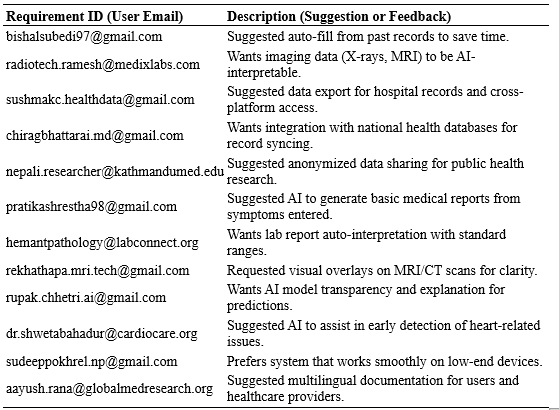 Requirement ID (User Email) Description (Suggestion or Feedback)
bishalsubedi97@gmail.com Suggested auto-fill from past records to save time.
radiotech.ramesh@medixlabs.com Wants imaging data (X-rays, MRI) to be AI-
interpretable.
sushmakc.healthdata@gmail.com Suggested data export for hospital records and cross-
platform access.
chiragbhattarai.md@gmail.com Wants integration with national health databases for
record syncing.
nepali.researcher@kathmandumed.edu Suggested anonymized data sharing for public health
research.
pratikashrestha98@gmail.com Suggested AI to generate basic medical reports from
symptoms entered.
hemantpathology@labconnect.org Wants lab report auto-interpretation with standard
ranges.
rekhathapa.mri.tech@gmail.com Requested visual overlays on MRI/CT scans for clarity.
rupak.chhetri.ai@gmail.com Wants AI model transparency and explanation for
predictions.
dr.shwetabahadur@cardiocare.org Suggested AI to assist in early detection of heart-related
issues.
sudeeppokhrel.np@gmail.com Prefers system that works smoothly on low-end devices.
aayush.rana@globalmedresearch.org Suggested multilingual documentation for users and
healthcare providers.